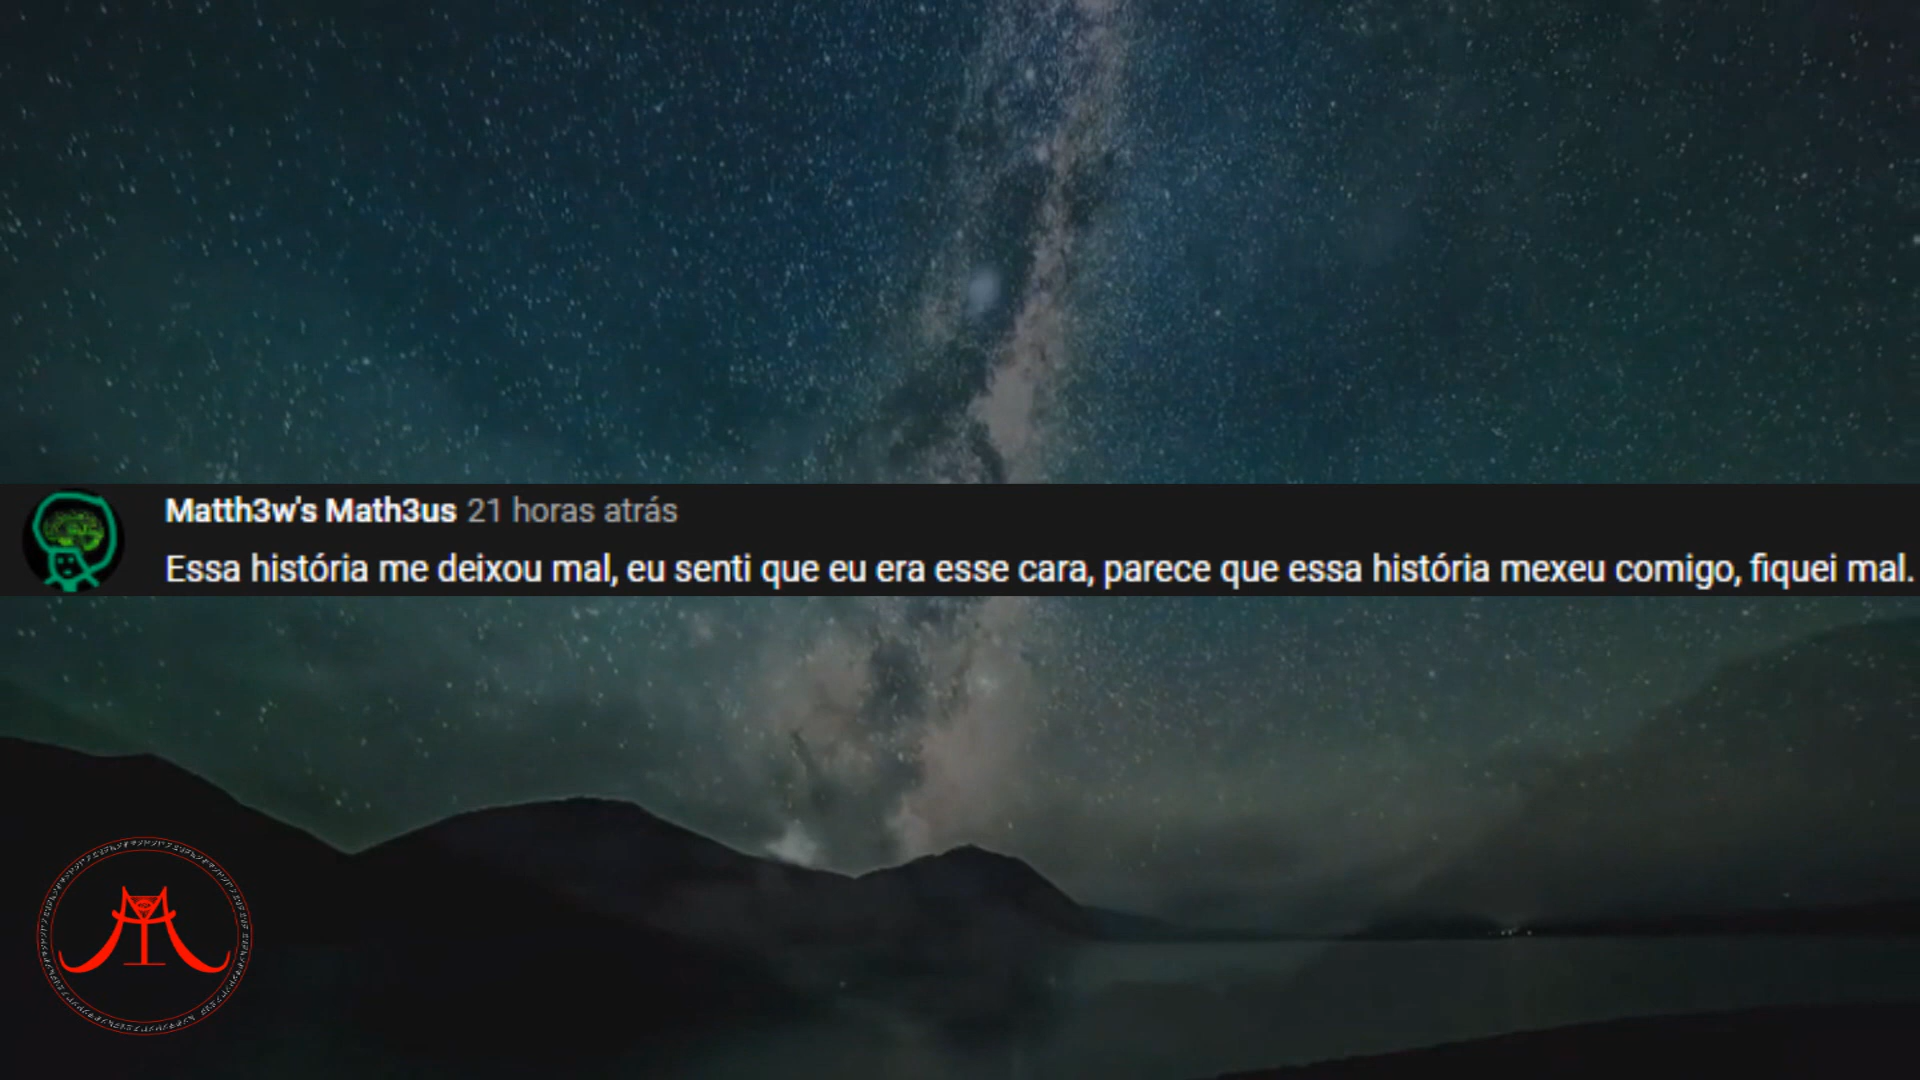 Matth3w's Math3us 21 horas atrás
Essa história me deixou mal, eu senti que eu era esse cara, parece que essa história mexeu comigo, fiquei mal.